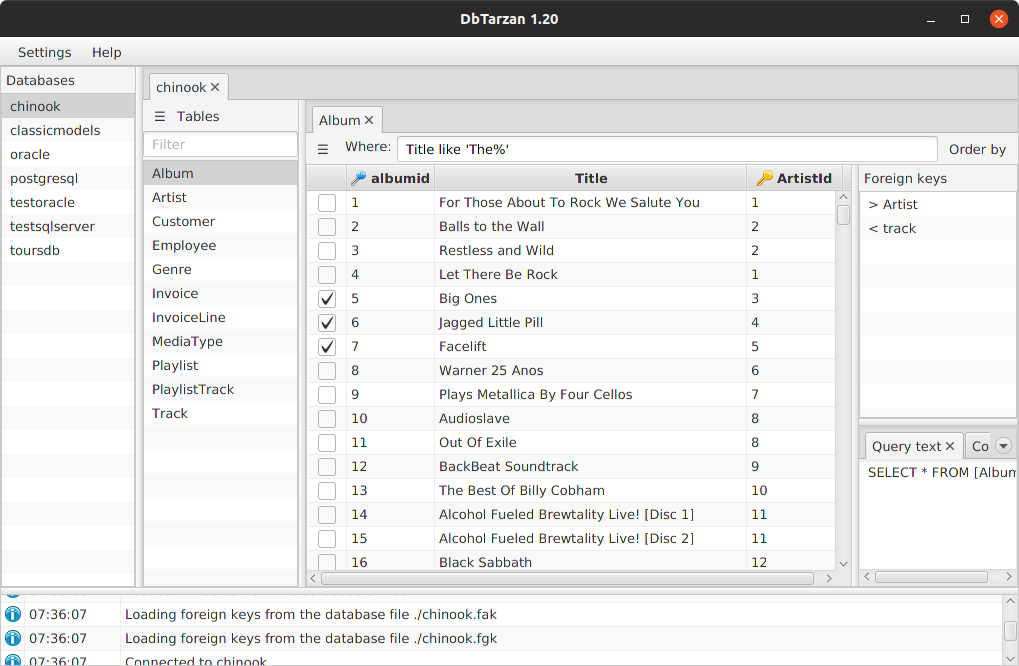 DbTarzan 1.20
Settings Help
Databases
chinook
classicmodels
oracle
postgresql
testoracle
testsqlserver
toursdb
chinook
Tables
Filter
Album
Artist
Customer
Employee
Genre
Invoice
InvoiceLine
MediaType
Playlist
PlaylistTrack
Track
Album
Where: Title like 'The%' Order by
albumid Title ArtistId
1 For Those About To Rock We Salute You 1
2 Balls to the Wall 2
3 Restless and Wild 2
4 Let There Be Rock 1
5 Big Ones 3
6 Jagged Little Pill 4
7 Facelift 5
8 Warner 25 Anos 6
9 Plays Metallica By Four Cellos 7
10 Audioslave 8
11 Out Of Exile 8
12 BackBeat Soundtrack 9
13 The Best Of Billy Cobham 10
14 Alcohol Fueled Brewtality Live! [Disc 1] 11
15 Alcohol Fueled Brewtality Live! [Disc 2] 11
16 Black Sabbath 12
Foreign keys
> Artist
< track
Query text Co
SELECT * FROM [Album
07:36:07 Loading foreign keys from the database file ./chinook.fak
07:36:07 Loading foreign keys from the database file ./chinook.fgk
07:36:07 Connected to chinook